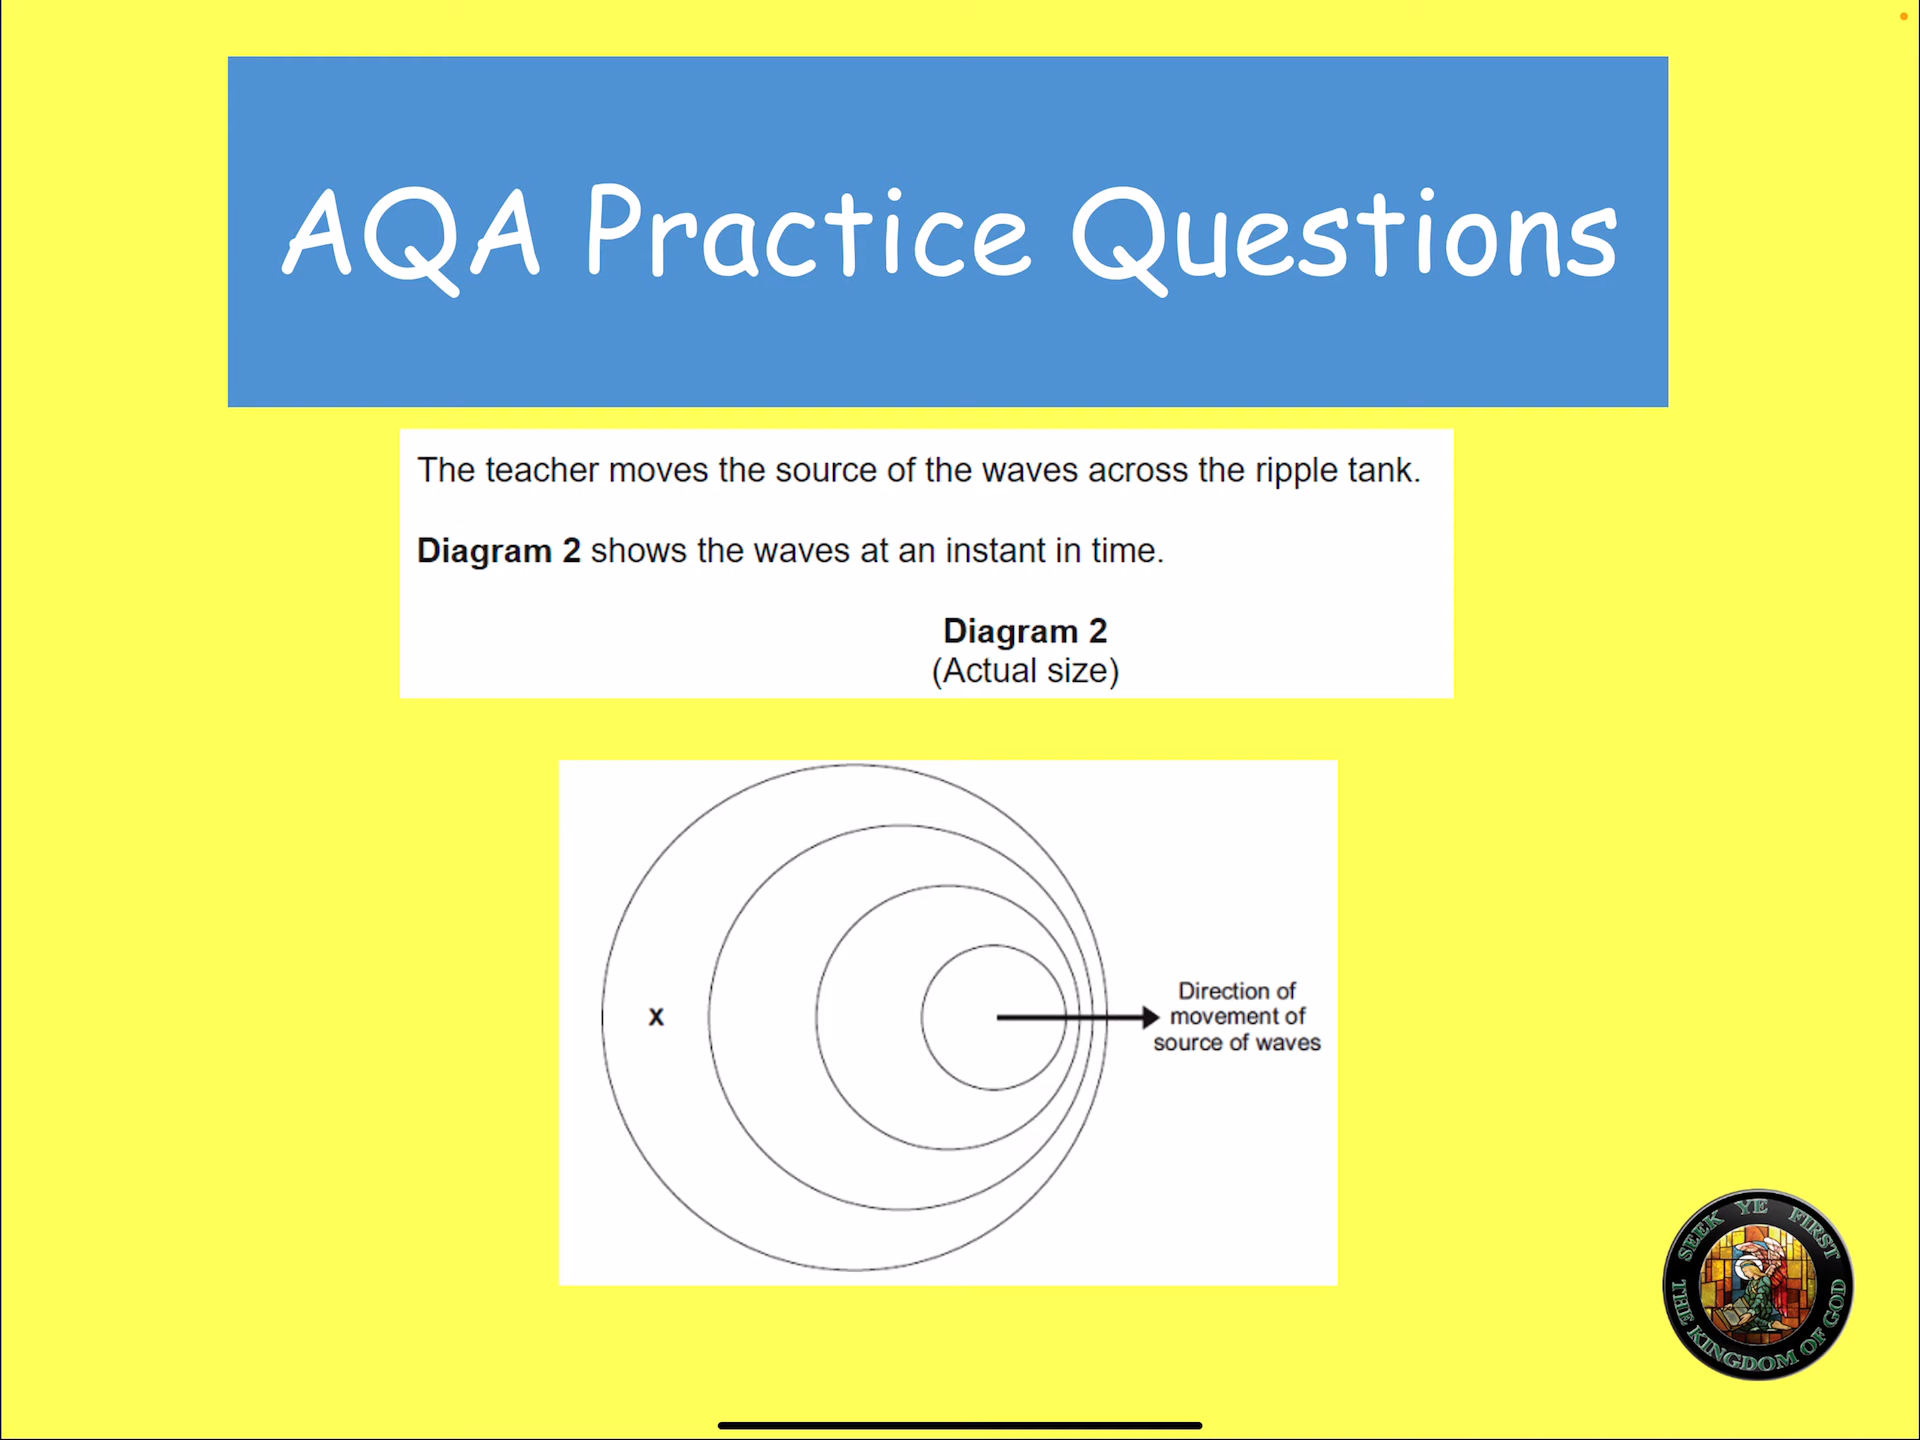 AQA Practice Questions
The teacher moves the source of the waves across the ripple tank.
Diagram 2 shows the waves at an instant in time.
Diagram 2
(Actual size)
X
Direction of
movement of
source of waves
SEEK YE FIRST
THE KINGDOM OF GOD